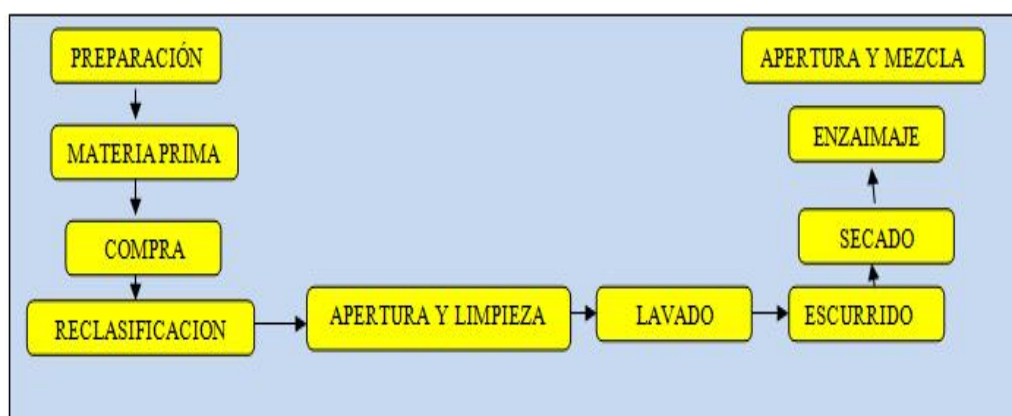 PREPARACIÓN
MATERIA PRIMA
COMPRA
RECLASIFICACION
APERTURA Y LIMPIEZA
LAVADO
ESCURRIDO
SECADO
ENZAIMAJE
APERTURA Y MEZCLA